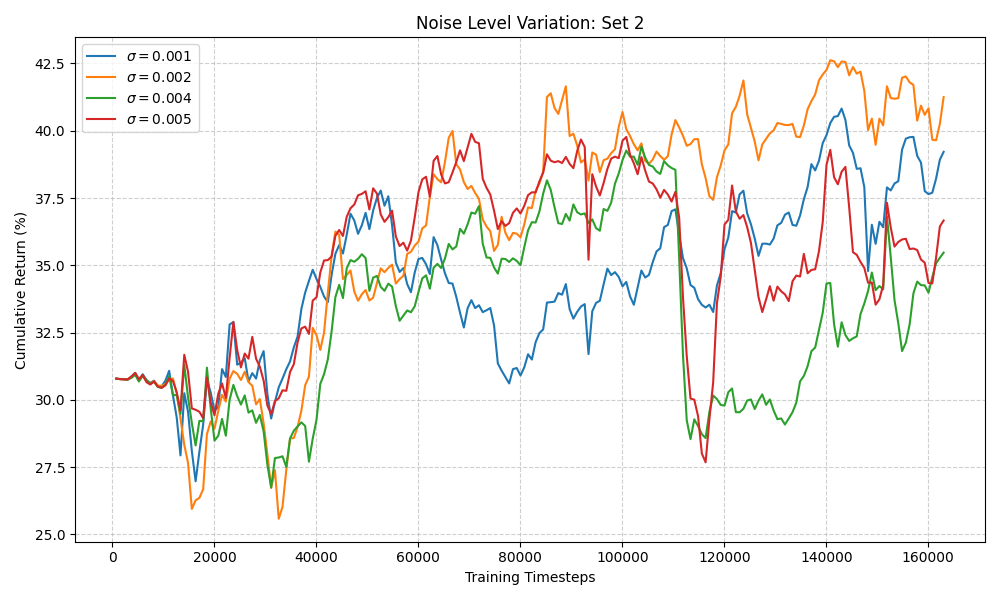 Noise Level Variation: Set 2
σ = 0.001
σ = 0.002
σ = 0.004
σ = 0.005
Cumulative Return (%)
42.5
40.0
37.5
35.0
32.5
30.0
27.5
25.0
0 20000 40000 60000 80000 100000 120000 140000 160000
Training Timesteps